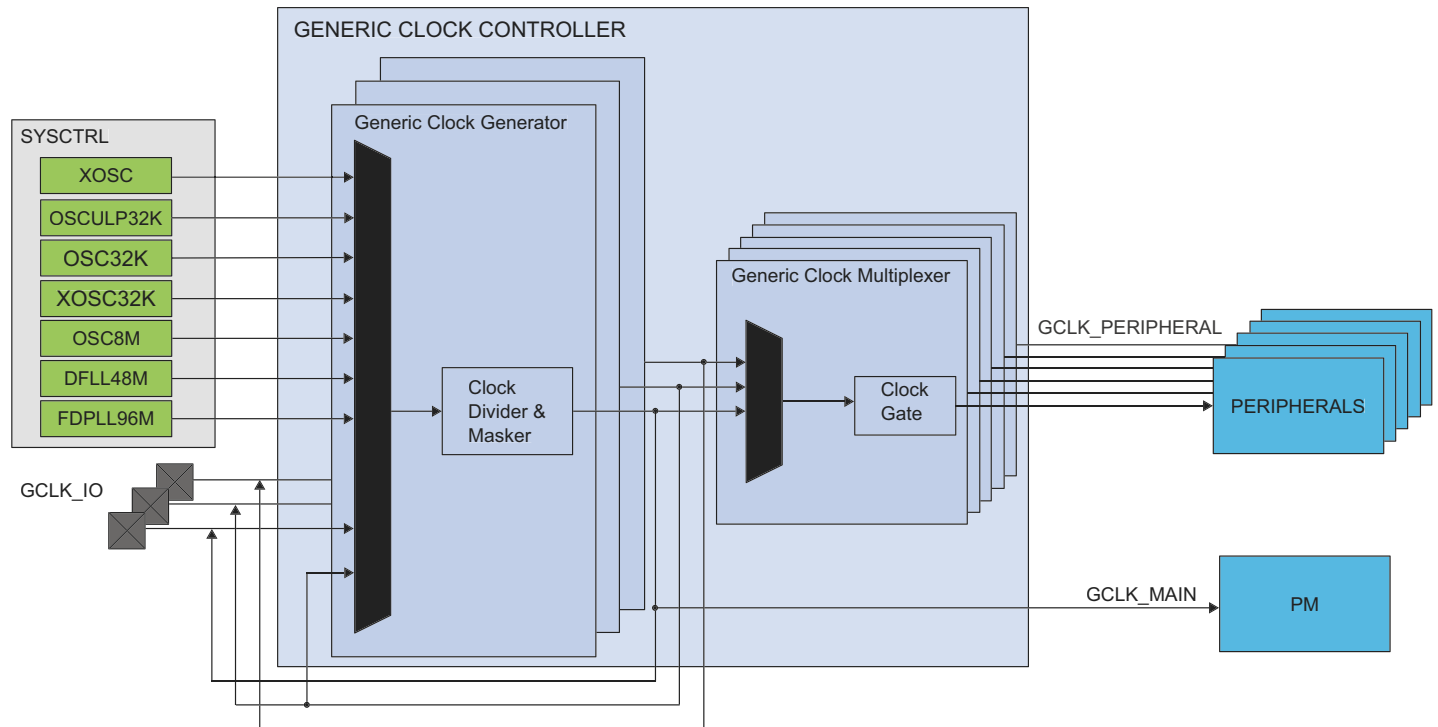 GENERIC CLOCK CONTROLLER
Generic Clock Generator
SYSCTRL
XOSC
OSCULP32K
OSC32K
XOSC32K
OSC8M
DFLL48M
FDPLL96M
GCLK_IO
Clock
Divider &
Masker
Generic Clock Multiplexer
Clock
Gate
GCLK_PERIPHERAL
PERIPHERALS
GCLK_MAIN
PM